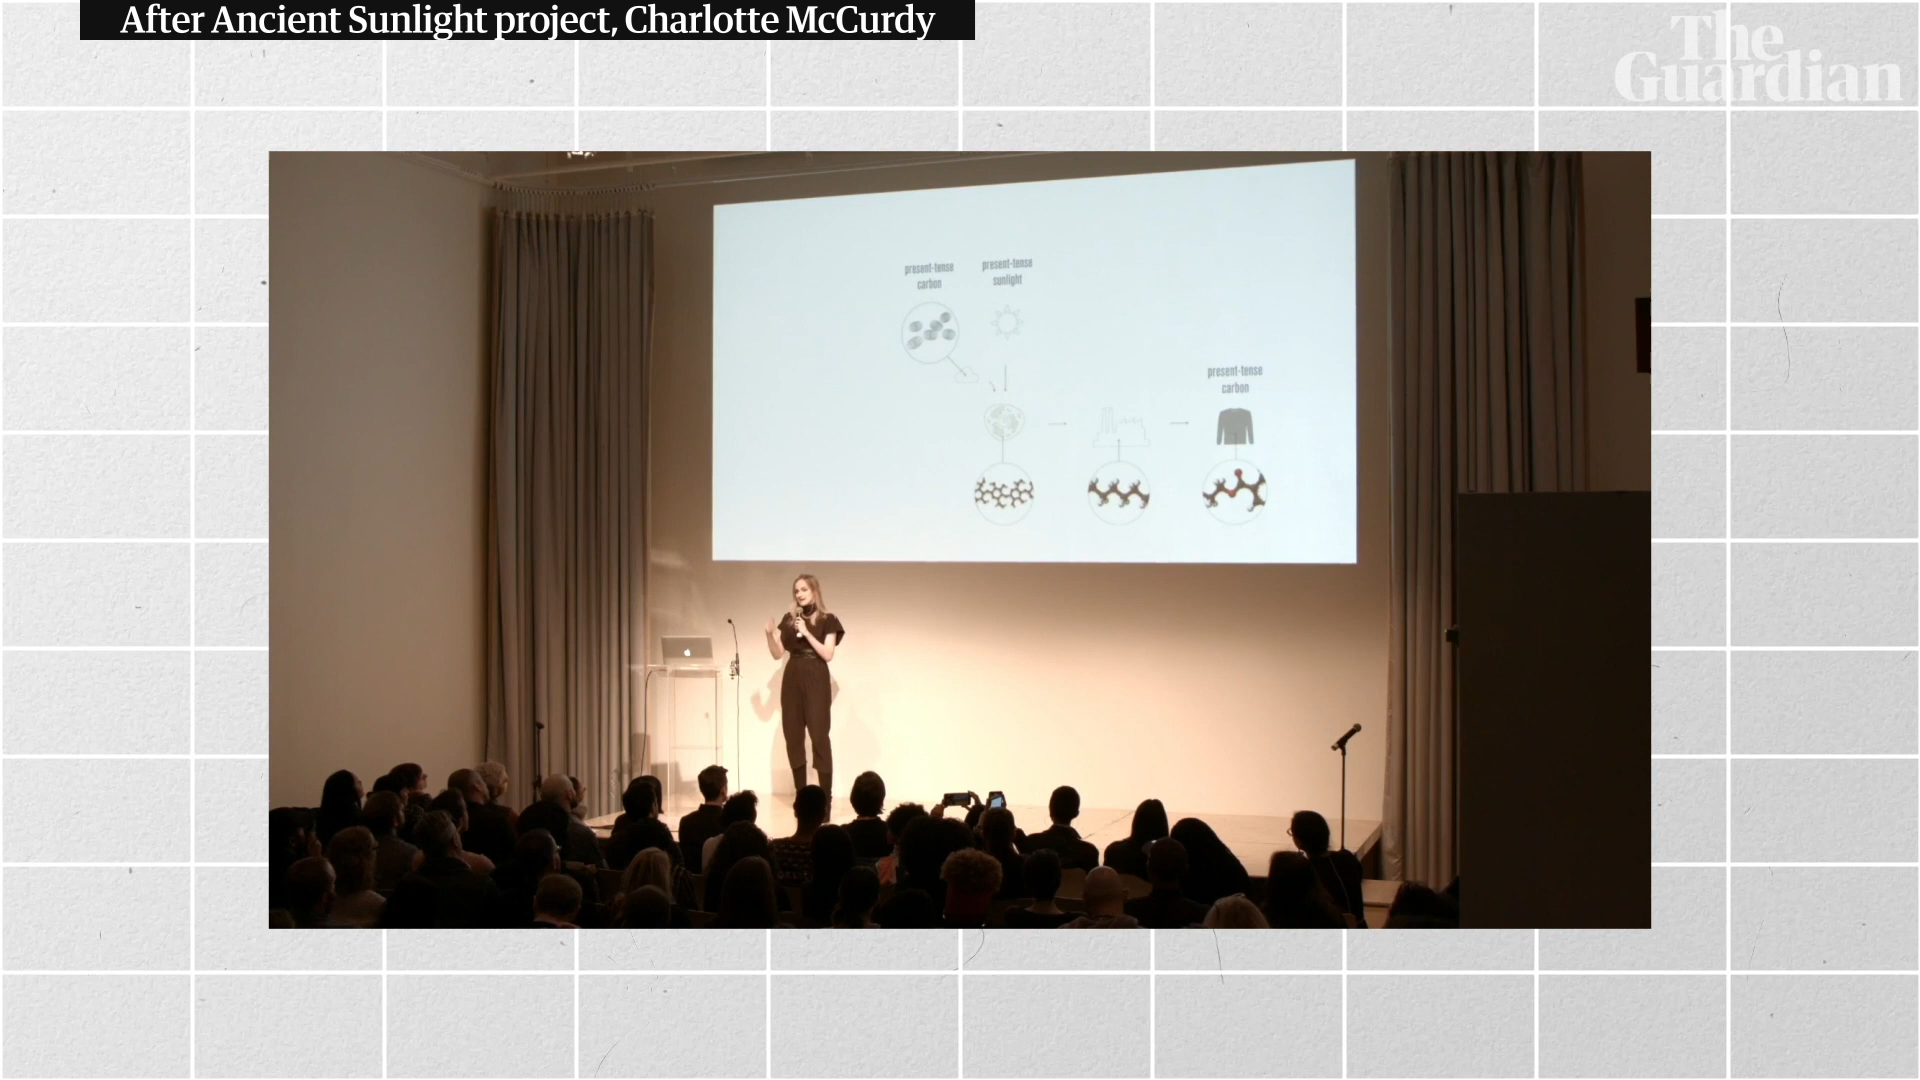 After Ancient Sunlight project, Charlotte McCurdy
The
Guardian
present-tense
carbon
present-tense
sunlight
present-tense
carbon